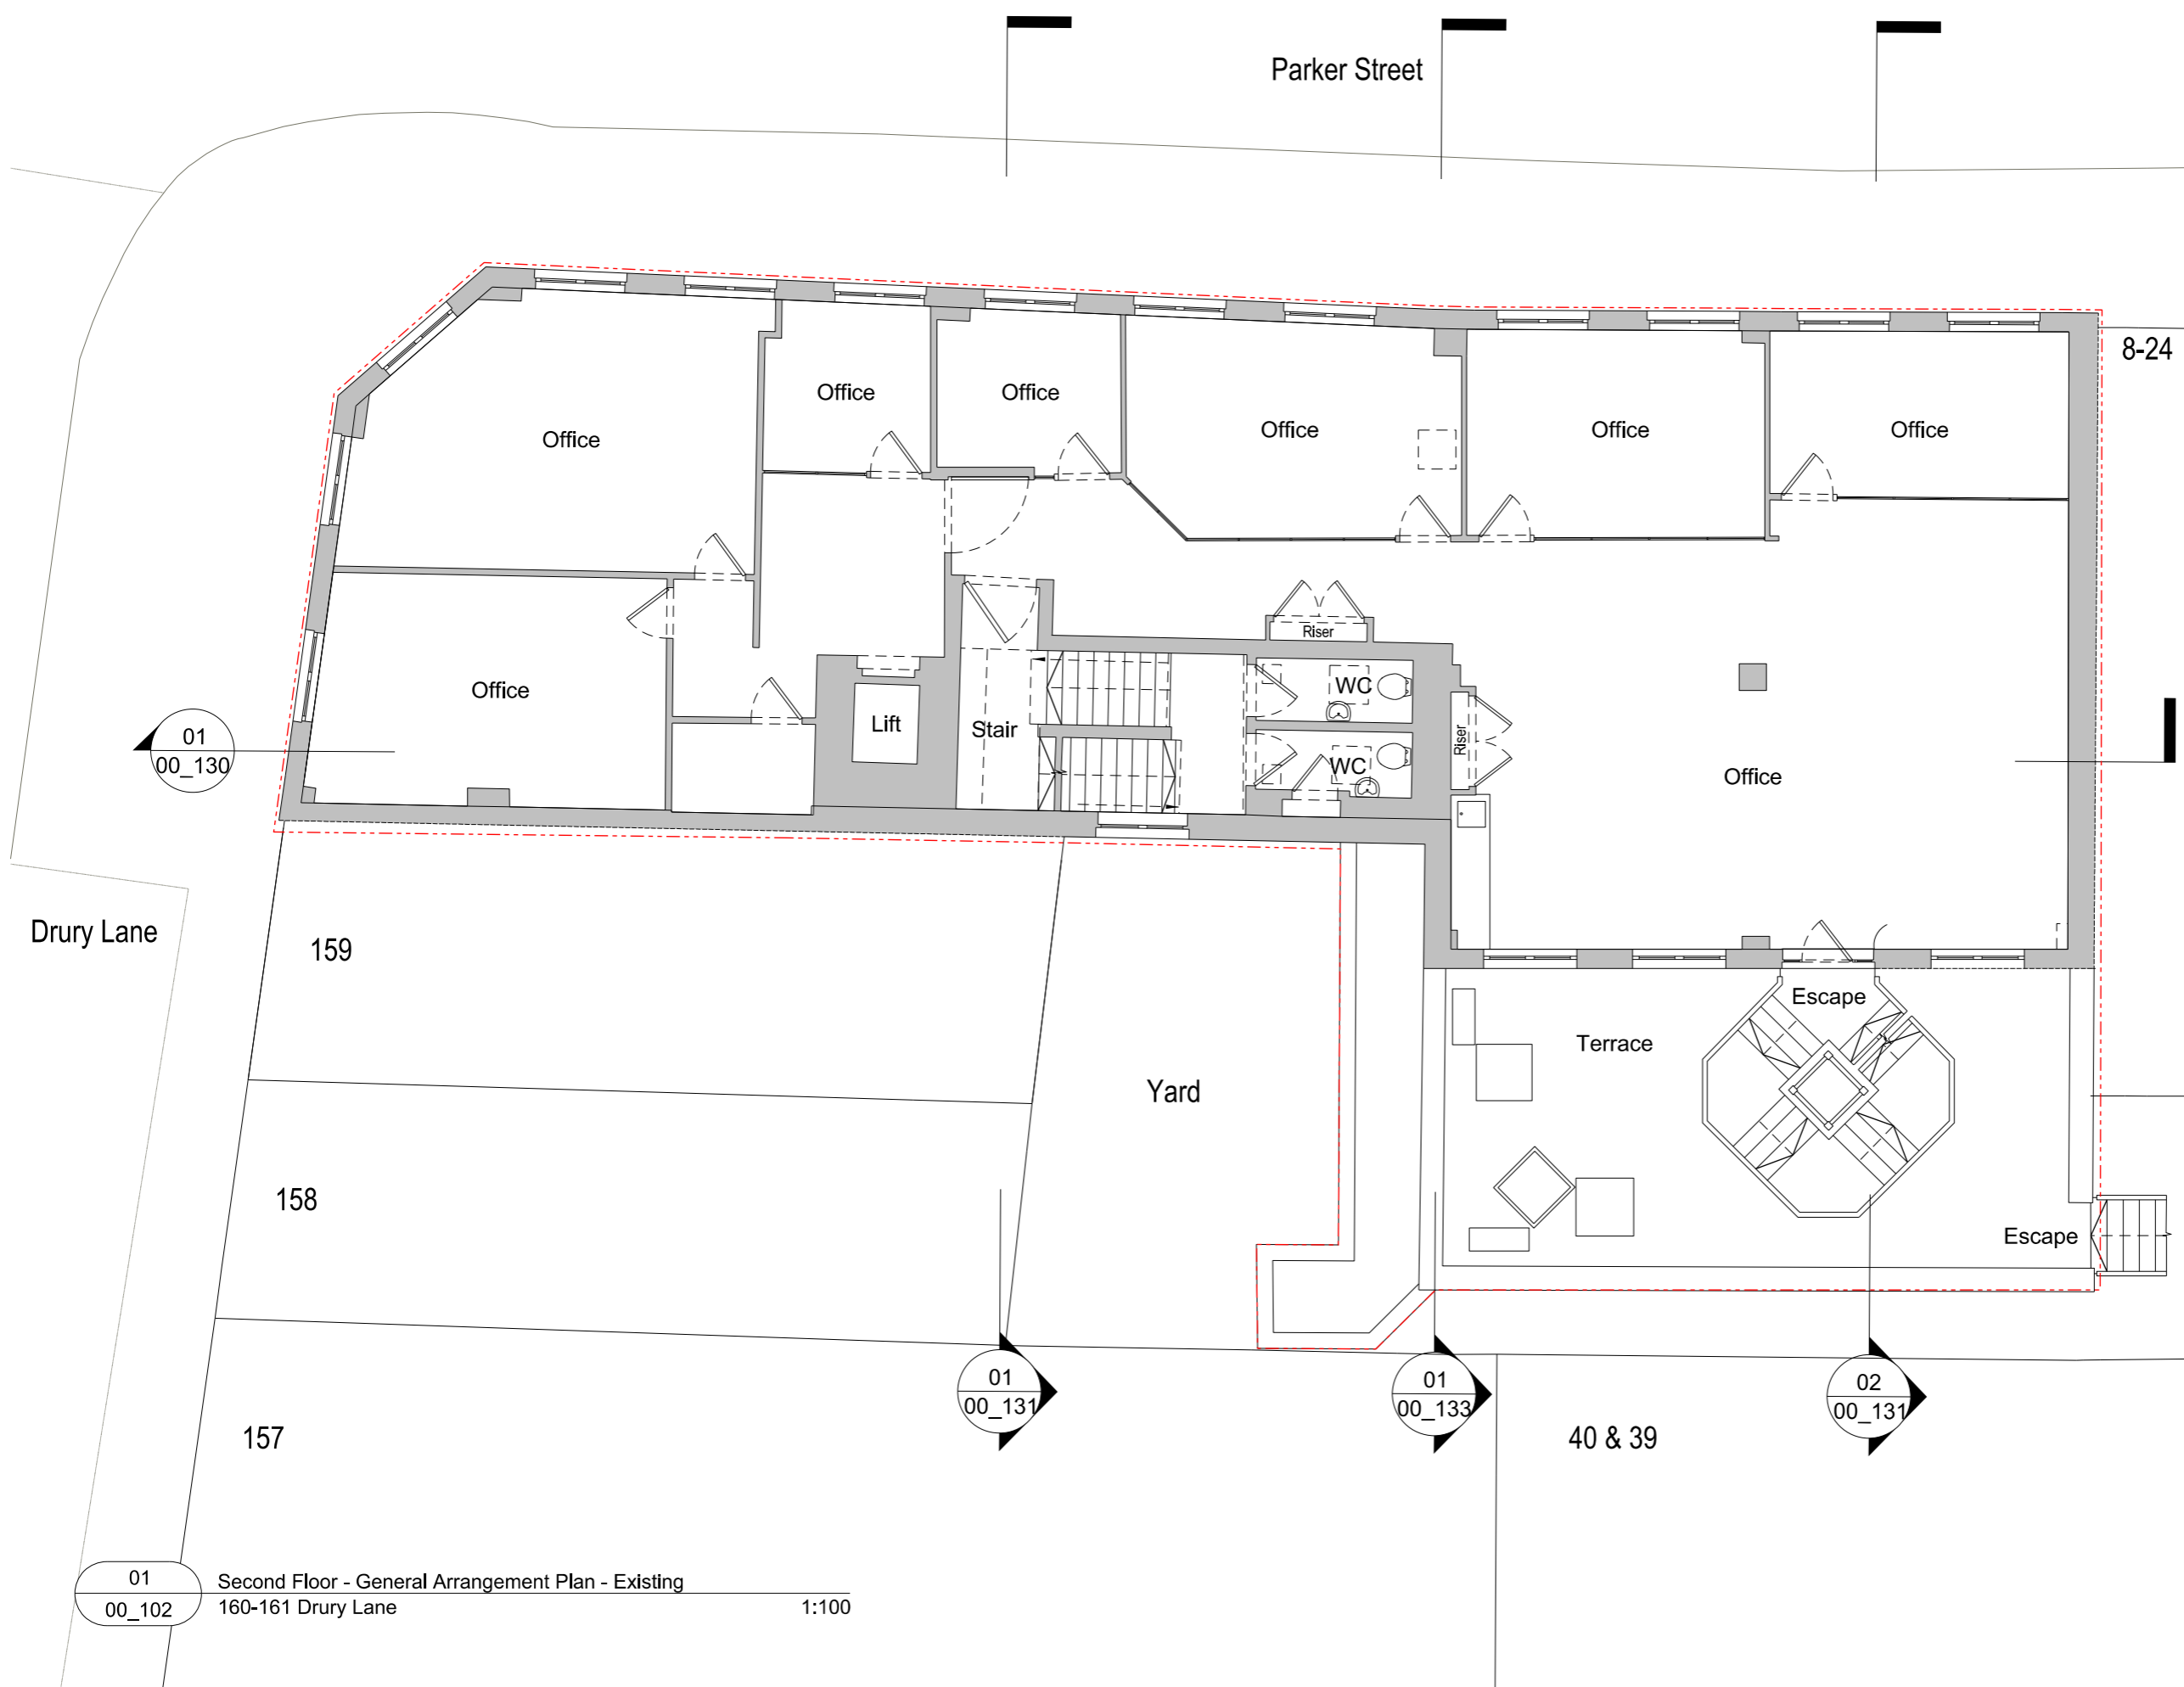 Parker Street
8-24
Office
Office
Office
Office
Office
Office
Riser
Office
WC
Lift
Stair
Riser
01
00_130
WC
Office
Drury Lane
159
Escape
Terrace
Yard
158
Escape
01
00_131
01
00_133
02
00_131
157
40 & 39
01
00_102
Second Floor - General Arrangement Plan - Existing
160-161 Drury Lane
1:100